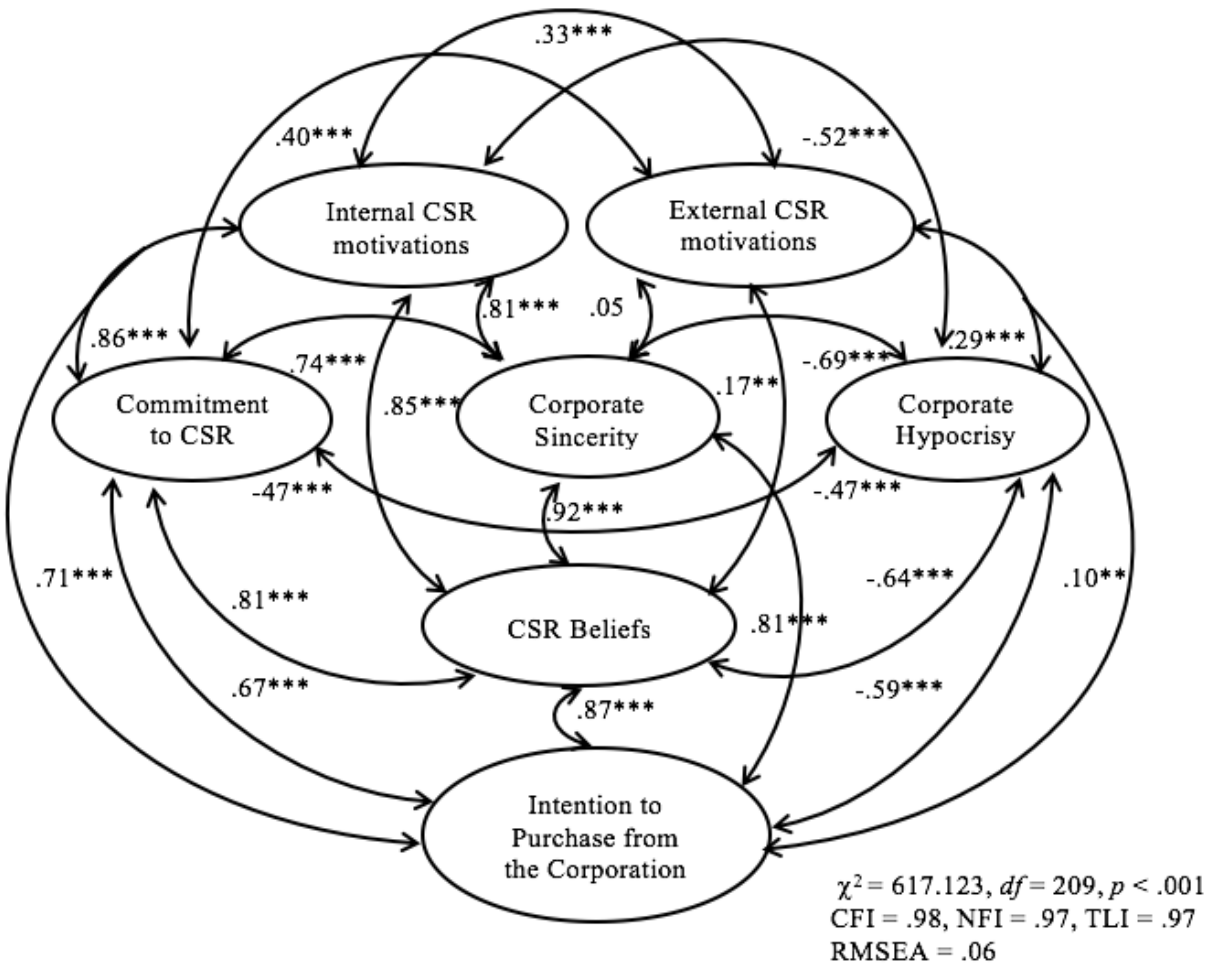 .33***
.40***
-.52***
Internal CSR
motivations
External CSR
motivations
.81***
.05
.86***
.74***
-.69***
.29***
.85***
.17**
Commitment
to CSR
Corporate
Sincerity
Corporate
Hypocrisy
-47***
-.47***
.92***
.71***
.81***
-.64***
.10**
CSR Beliefs
.81***
.67***
-.59***
.87***
Intention to
Purchase from
the Corporation
χ² = 617.123, df = 209, p < .001
CFI = .98, NFI = .97, TLI = .97
RMSEA = .06